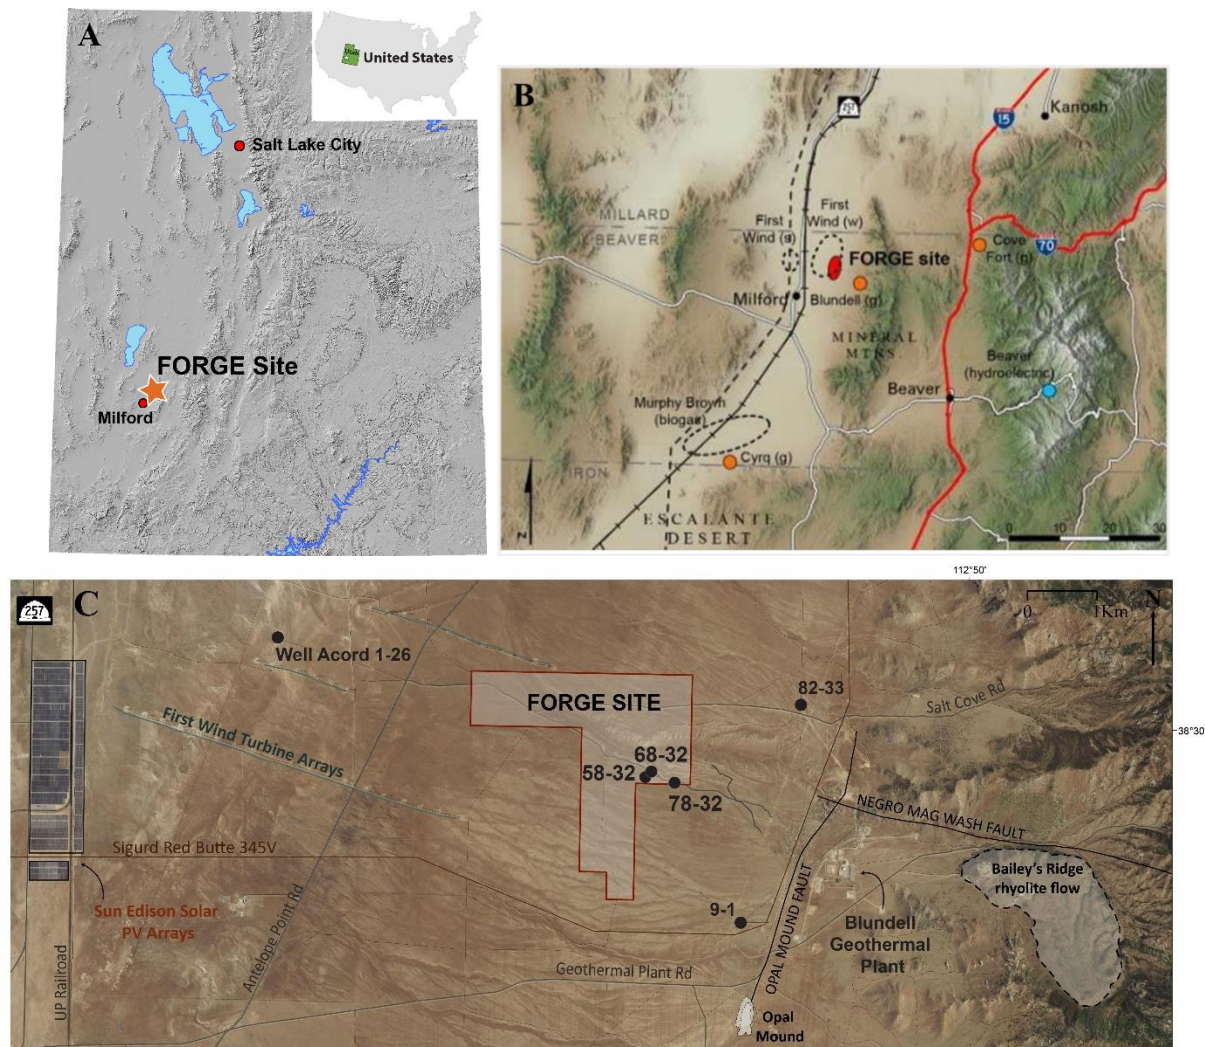 A
Utah
United States
Salt Lake City
FORGE Site
Milford
B
257
15
Kanosh
MILLARD
BEAVER
First
Wind (s)
First
Wind (w)
FORGE site
Cove
Fort (g)
70
Milford
Blundell (g)
MINERAL
MTNS
Beaver
(hydroelectric)
Beaver
Murphy Brown
(biogas)
Cyrq (g)
IRON
ESCALANTE
DESERT
N
0 10 20 30
112°50'
257
C
0 1Km
N
Well Acord 1-26
FORGE SITE
82-33
Salt Cove Rd
38°30
First Wind Turbine Arrays
68-32
58-32
78-32
NEGRO MAG WASH FAULT
Sigurd Red Butte 345V
Bailey's Ridge
rhyolite flow
Sun Edison Solar
PV Arrays
Antelope Point Rd
9-1
OPAL MOUND FAULT
Blundell
Geothermal
Plant
Geothermal Plant Rd
UP Railroad
Opal
Mound